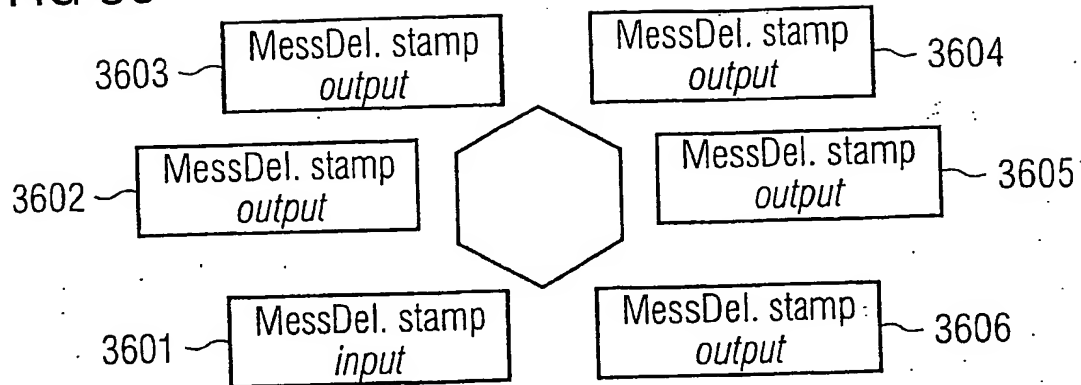 FIG
MessDel. stamp
output
3603
MessDel. stamp
output
3604
MessDel. stamp
output
3602
MessDel. stamp
output
3605
MessDel. stamp
input
3601
MessDel. stamp
output
3606